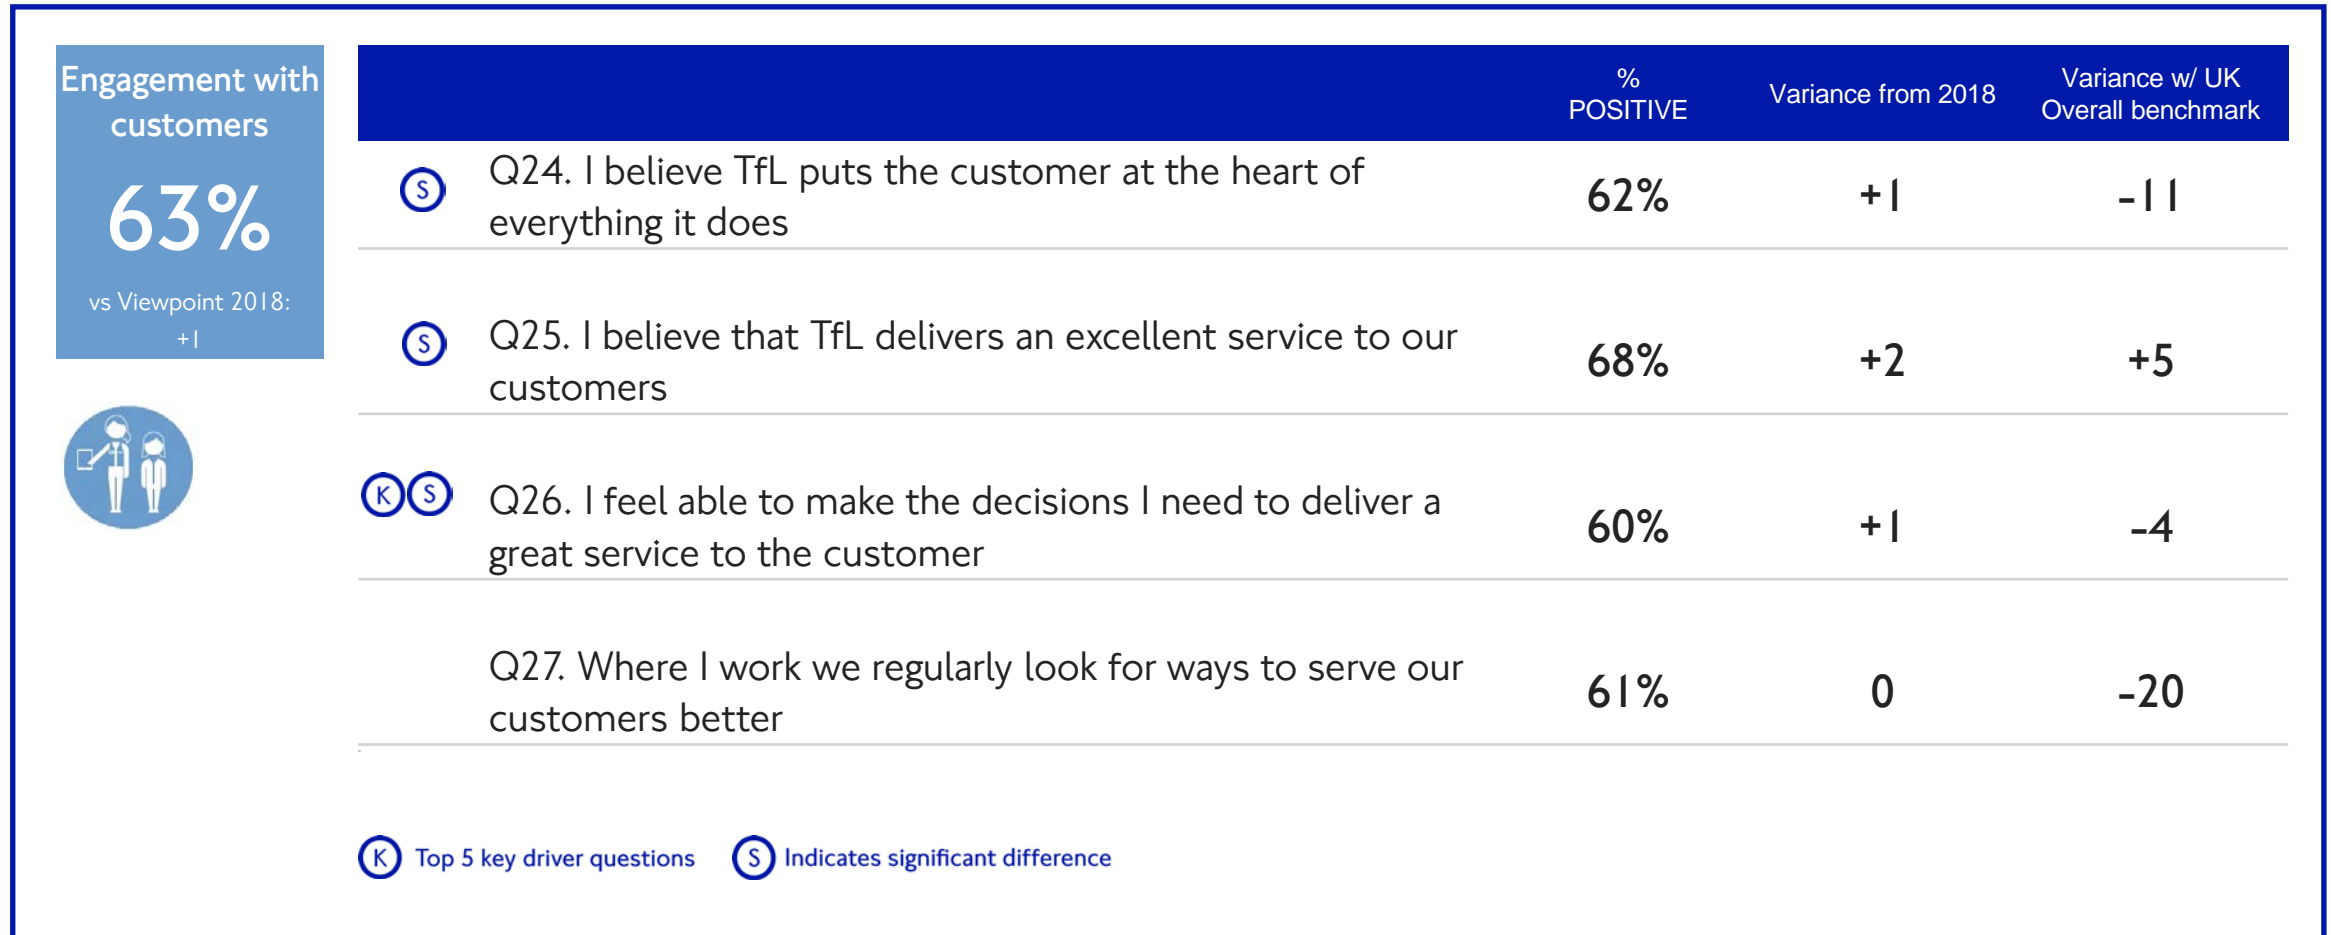 Engagement with
customers
63%
vs Viewpoint 2018:
+1
%
POSITIVE
Variance from 2018
Variance w/ UK
Overall benchmark
S
Q24. I believe TfL puts the customer at the heart of
everything it does
62%
+1
-11
S
Q25. I believe that TfL delivers an excellent service to our
customers
68%
+2
+5
K S
Q26. I feel able to make the decisions I need to deliver a
great service to the customer
60%
+1
-4
Q27. Where I work we regularly look for ways to serve our
customers better
61%
0
-20
K Top 5 key driver questions
S Indicates significant difference